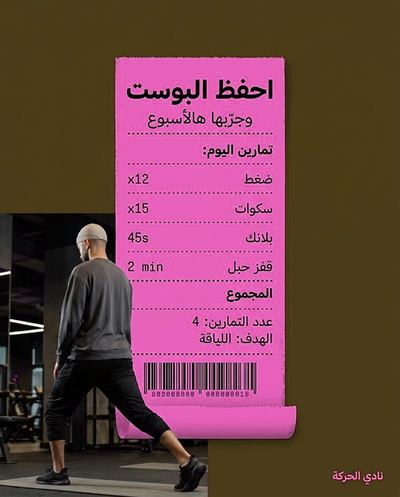 احفظ البوست
وجرّبها هالأسبوع
تمارين اليوم:
ضغط x12
سكوات x15
بلانك 45s
قفز حبل 2 min
المجموع
عدد التمارين: 4
الهدف: اللياقة
نادي الحركة